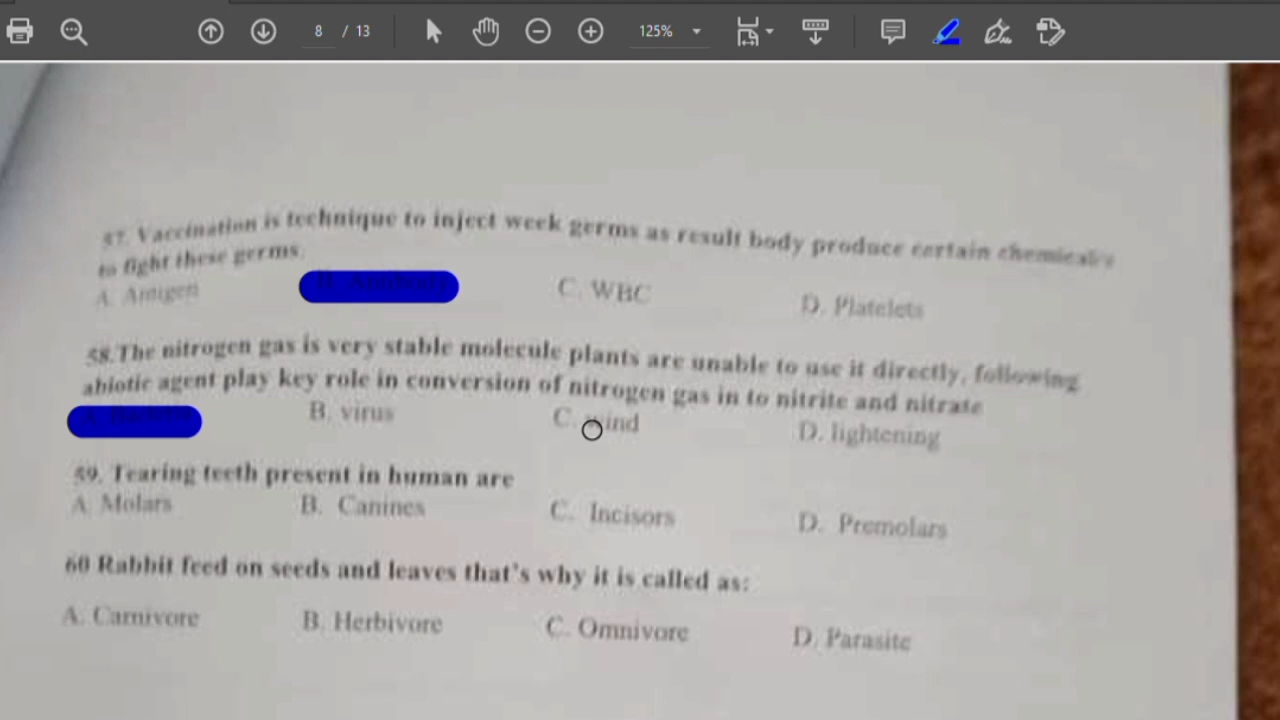 8 / 13
125%
57. Vaccination is technique to inject week germs as result body produce certain chemicals
to fight these germs.
A. Antigen B. Antibody C. WBC D. Platelets
58.The nitrogen gas is very stable molecule plants are unable to use it directly, following
abiotic agent play key role in conversion of nitrogen gas in to nitrite and nitrate
A. Bacteria B. virus C. wind D. lightening
59. Tearing teeth present in human are
A. Molars B. Canines C. Incisors D. Premolars
60 Rabbit feed on seeds and leaves that's why it is called as:
A. Carnivore B. Herbivore C. Omnivore D. Parasite